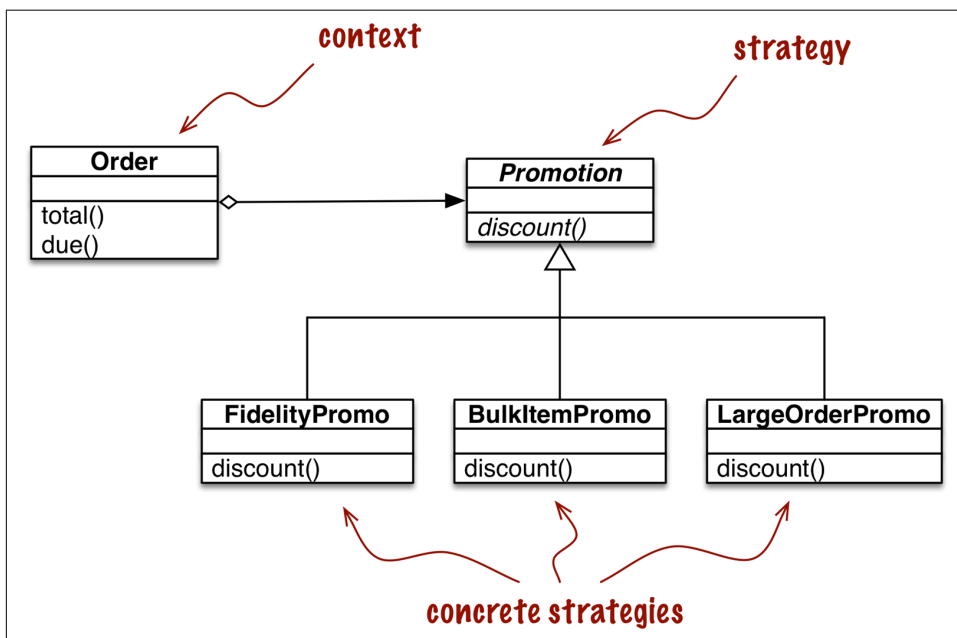 context
strategy
Order
total()
due()
Promotion
discount()
FidelityPromo
discount()
BulkItemPromo
discount()
LargeOrderPromo
discount()
concrete strategies